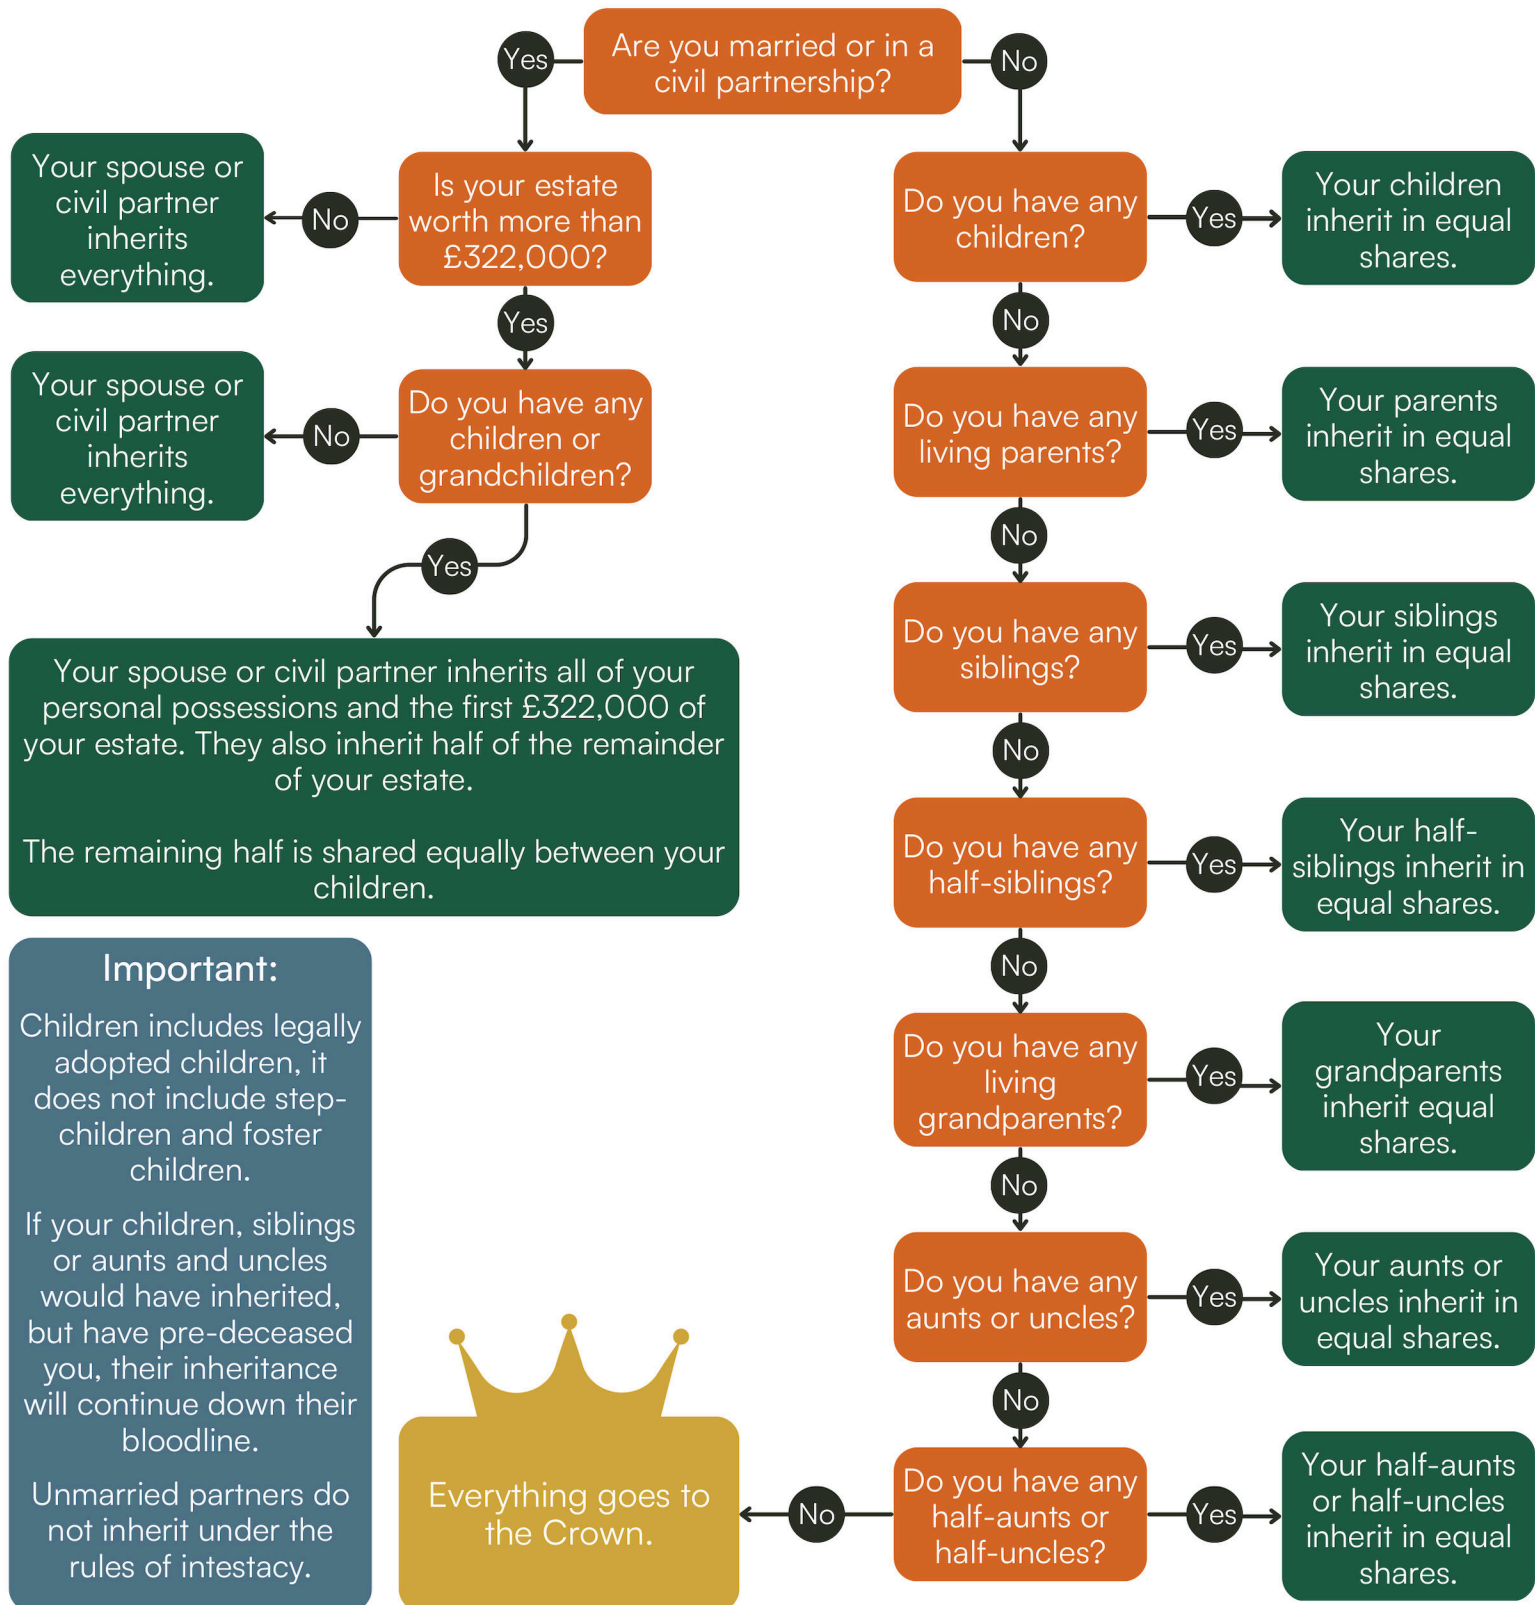 Are you married or in a
civil partnership?
Yes
No
Your spouse or
civil partner
inherits
everything.
No
Is your estate
worth more than
£322,000?
Yes
Your spouse or
civil partner
inherits
everything.
No
Do you have any
children or
grandchildren?
Yes
Your spouse or civil partner inherits all of your
personal possessions and the first £322,000 of
your estate. They also inherit half of the remainder
of your estate.
The remaining half is shared equally between your
children.
Do you have any
children?
Yes
Your children
inherit in equal
shares.
No
Do you have any
living parents?
Yes
Your parents
inherit in equal
shares.
No
Do you have any
siblings?
Yes
Your siblings
inherit in equal
shares.
No
Do you have any
half-siblings?
Yes
Your half-
siblings inherit in
equal shares.
No
Do you have any
living
grandparents?
Yes
Your
grandparents
inherit equal
shares.
No
Do you have any
aunts or uncles?
Yes
Your aunts or
uncles inherit in
equal shares.
No
Do you have any
half-aunts or
half-uncles?
Yes
Your half-aunts
or half-uncles
inherit in equal
shares.
No
Everything goes to
the Crown.
Important:
Children includes legally
adopted children, it
does not include step-
children and foster
children.
If your children, siblings
or aunts and uncles
would have inherited,
but have pre-deceased
you, their inheritance
will continue down their
bloodline.
Unmarried partners do
not inherit under the
rules of intestacy.